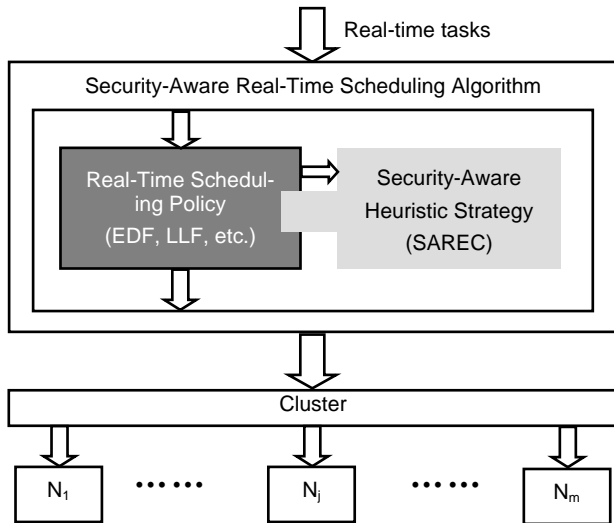 Real-time tasks
Security-Aware Real-Time Scheduling Algorithm
Real-Time Schedul-
ing Policy
(EDF, LLF, etc.)
Security-Aware
Heuristic Strategy
(SAREC)
Cluster
N1 …… Nj …… Nm